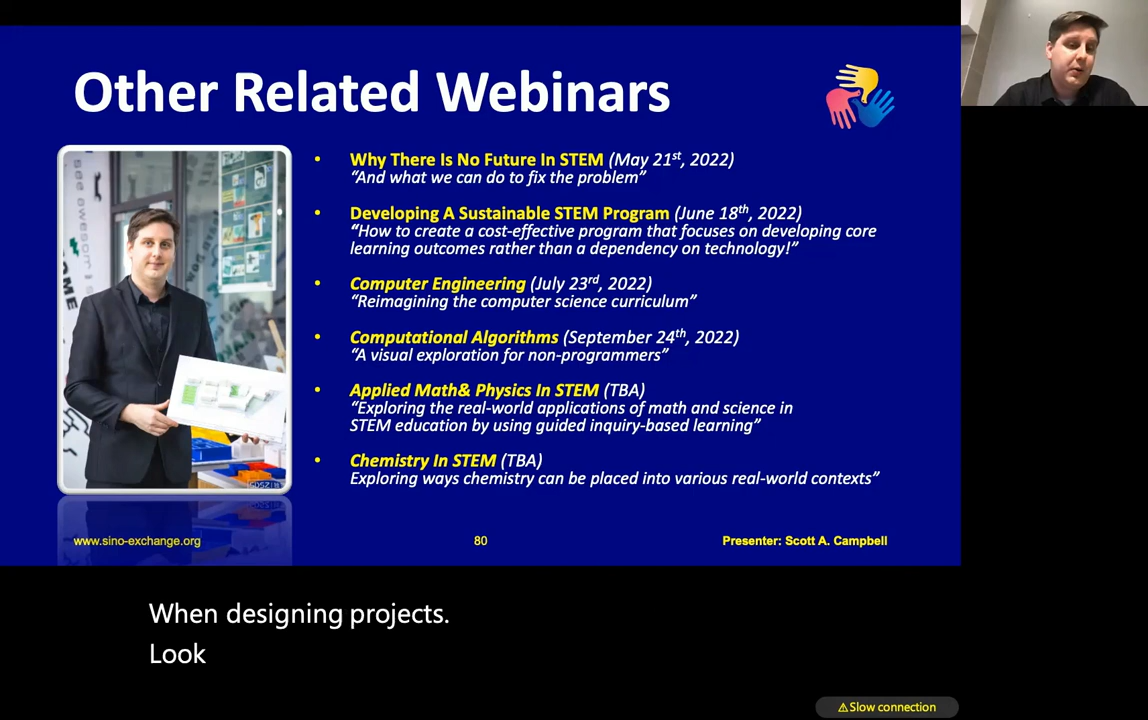 Other Related Webinars
• Why There Is No Future In STEM (May 21st, 2022)
“And what we can do to fix the problem”
• Developing A Sustainable STEM Program (June 18th, 2022)
“How to create a cost-effective program that focuses on developing core
learning outcomes rather than a dependency on technology!”
• Computer Engineering (July 23rd, 2022)
“Reimagining the computer science curriculum”
• Computational Algorithms (September 24th, 2022)
“A visual exploration for non-programmers”
• Applied Math& Physics In STEM (TBA)
“Exploring the real-world applications of math and science in
STEM education by using guided inquiry-based learning”
• Chemistry In STEM (TBA)
Exploring ways chemistry can be placed into various real-world contexts”
www.sino-exchange.org
80
Presenter: Scott A. Campbell
When designing projects.
Look
⚠Slow connection